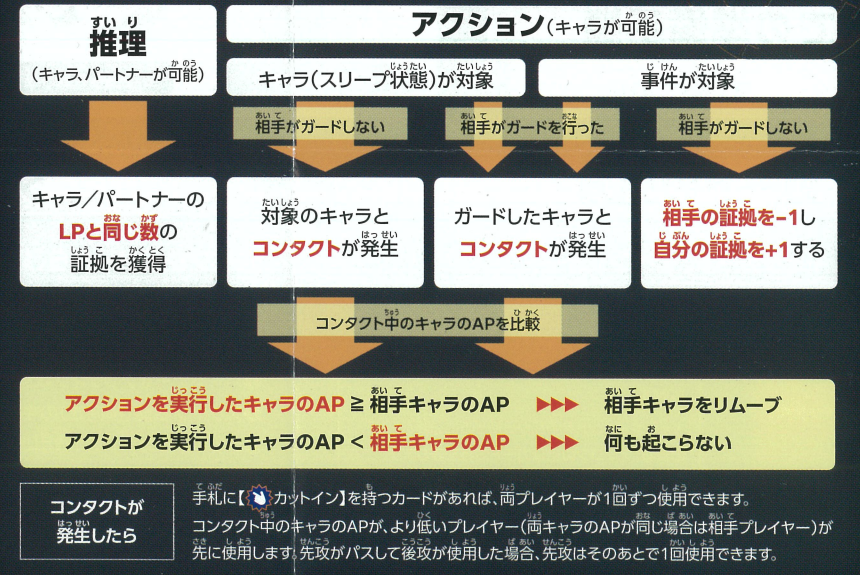 推理
(キャラ、パートナーが可能)
アクション(キャラが可能)
キャラ(スリープ状態)が対象
事件が対象
相手がガードしない
相手がガードを行った
相手がガードしない
キャラ/パートナーの
LPと同じ数の
証拠を獲得
対象のキャラと
コンタクトが発生
ガードしたキャラと
コンタクトが発生
相手の証拠を−1し
自分の証拠を+1する
コンタクト中のキャラのAPを比較
アクションを実行したキャラのAP ≧ 相手キャラのAP ▶▶▶ 相手キャラをリムーブ
アクションを実行したキャラのAP < 相手キャラのAP ▶▶▶ 何も起こらない
コンタクトが
発生したら
手札に【カットイン】を持つカードがあれば、両プレイヤーが1回ずつ使用できます。
コンタクト中のキャラのAPが、より低いプレイヤー(両キャラのAPが同じ場合は相手プレイヤー)が
先に使用します。先攻がパスして後攻が使用した場合、先攻はそのあとで1回使用できます。